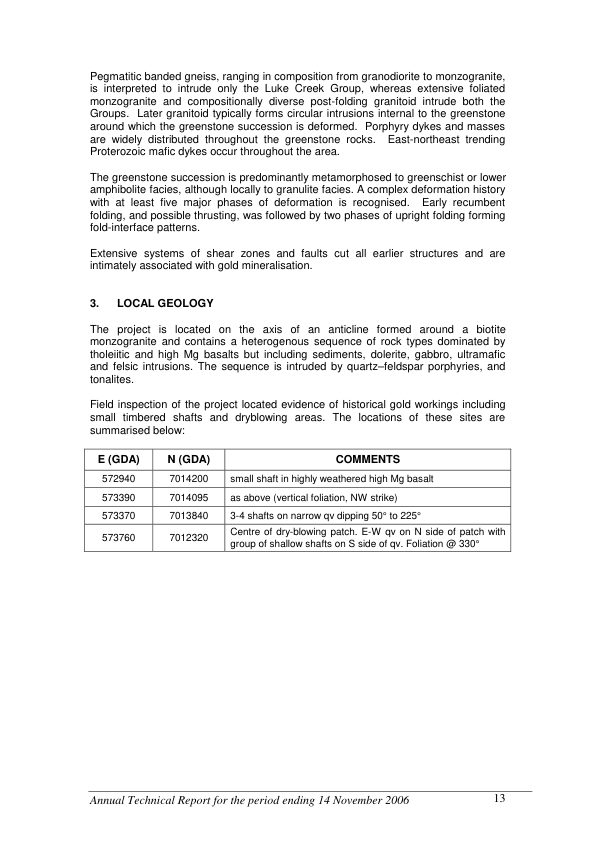 Pegmatitic banded gneiss, ranging in composition from granodiorite to monzogranite,
is interpreted to intrude only the Luke Creek Group, whereas extensive foliated
monzogranite and compositionally diverse post-folding granitoid intrude both the
Groups. Later granitoid typically forms circular intrusions internal to the greenstone
around which the greenstone succession is deformed. Porphyry dykes and masses
are widely distributed throughout the greenstone rocks. East-northeast trending
Proterozoic mafic dykes occur throughout the area.
The greenstone succession is predominantly metamorphosed to greenschist or lower
amphibolite facies, although locally to granulite facies. A complex deformation history
with at least five major phases of deformation is recognised. Early recumbent
folding, and possible thrusting, was followed by two phases of upright folding forming
fold-interface patterns.
Extensive systems of shear zones and faults cut all earlier structures and are
intimately associated with gold mineralisation.
3. LOCAL GEOLOGY
The project is located on the axis of an anticline formed around a biotite
monzogranite and contains a heterogenous sequence of rock types dominated by
tholeiitic and high Mg basalts but including sediments, dolerite, gabbro, ultramafic
and felsic intrusions. The sequence is intruded by quartz–feldspar porphyries, and
tonalites.
Field inspection of the project located evidence of historical gold workings including
small timbered shafts and dryblowing areas. The locations of these sites are
summarised below:
E (GDA) N (GDA) COMMENTS
572940 7014200 small shaft in highly weathered high Mg basalt
573390 7014095 as above (vertical foliation, NW strike)
573370 7013840 3-4 shafts on narrow qv dipping 50° to 225°
573760 7012320 Centre of dry-blowing patch. E-W qv on N side of patch with
group of shallow shafts on S side of qv. Foliation @ 330°
Annual Technical Report for the period ending 14 November 2006 13